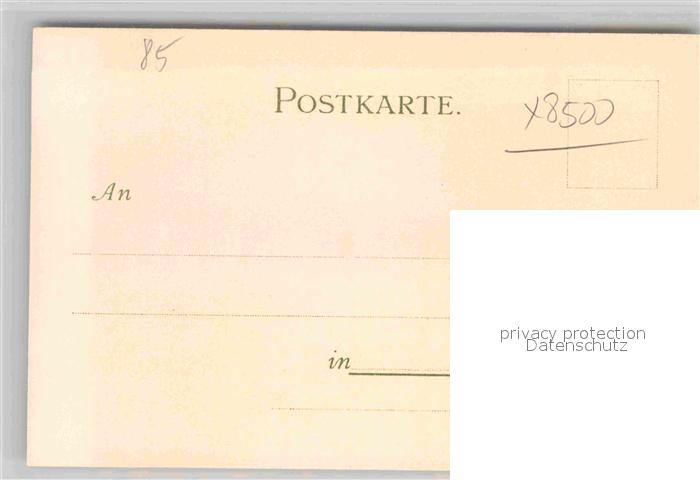 85
POSTKARTE.
x8500
An
privacy protection
Datenschutz
in